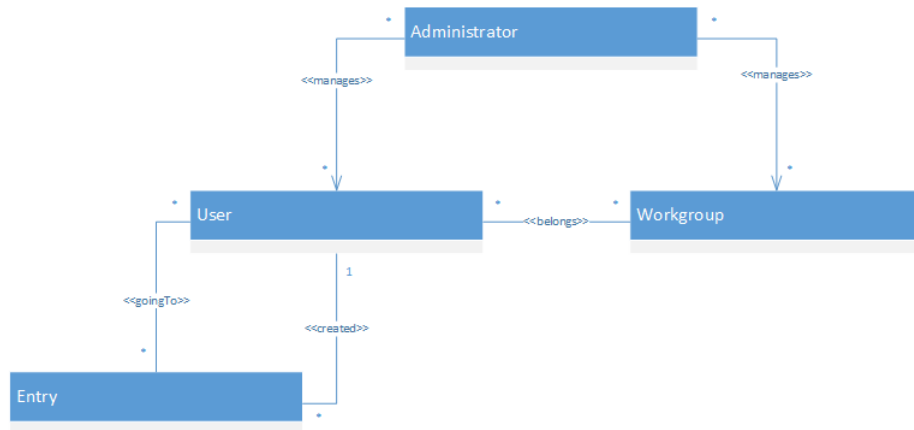 * Administrator *
<<manages>> <<manages>>
* *
* User * * Workgroup
<<belongs>>
1
<<goingTo>>
<<created>>
*
Entry
*